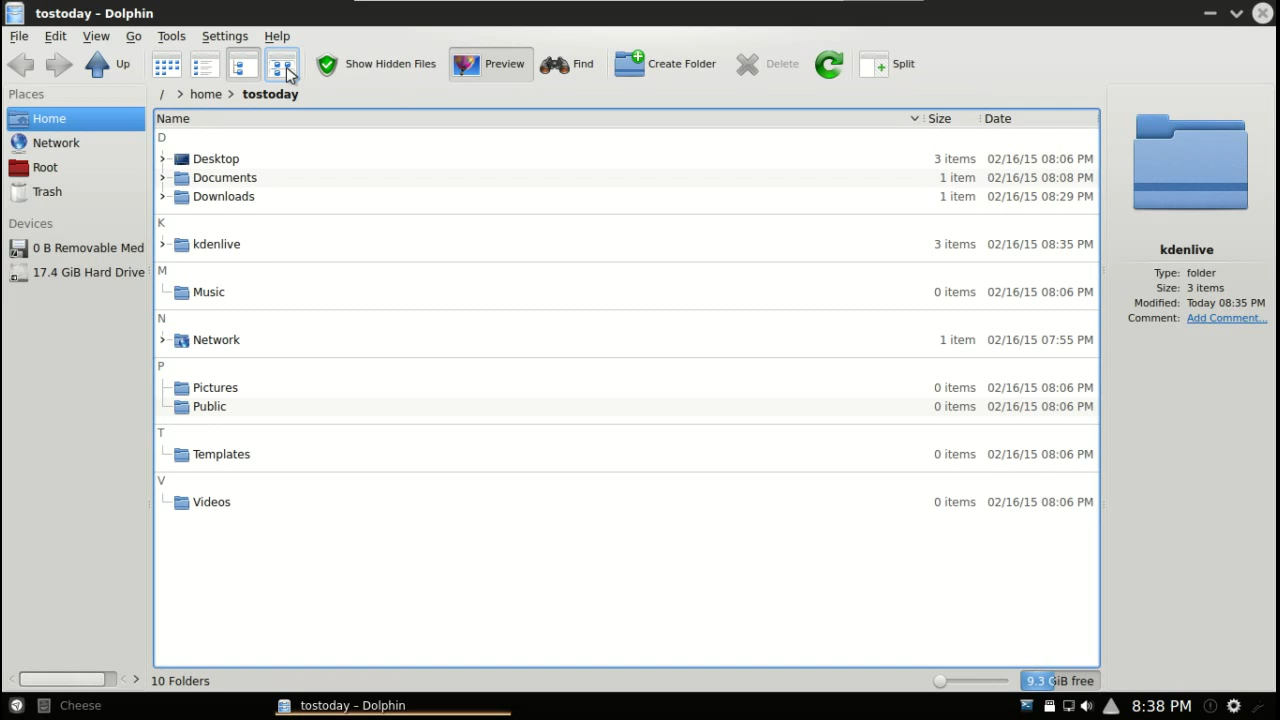 tostoday – Dolphin
File Edit View Go Tools Settings Help
Up Show Hidden Files Preview Find Create Folder Delete Split
Places / > home > tostoday
Home
Network
Root
Trash
Devices
0 B Removable Med
17.4 GiB Hard Drive
Name Size Date
D
Desktop 3 items 02/16/15 08:06 PM
Documents 1 item 02/16/15 08:08 PM
Downloads 1 item 02/16/15 08:29 PM
K
kdenlive 3 items 02/16/15 08:35 PM
M
Music 0 items 02/16/15 08:06 PM
N
Network 1 item 02/16/15 07:55 PM
P
Pictures 0 items 02/16/15 08:06 PM
Public 0 items 02/16/15 08:06 PM
T
Templates 0 items 02/16/15 08:06 PM
V
Videos 0 items 02/16/15 08:06 PM
kdenlive
Type: folder
Size: 3 items
Modified: Today 08:35 PM
Comment: Add Comment...
10 Folders 9.3 GiB free
Cheese tostoday – Dolphin 8:38 PM